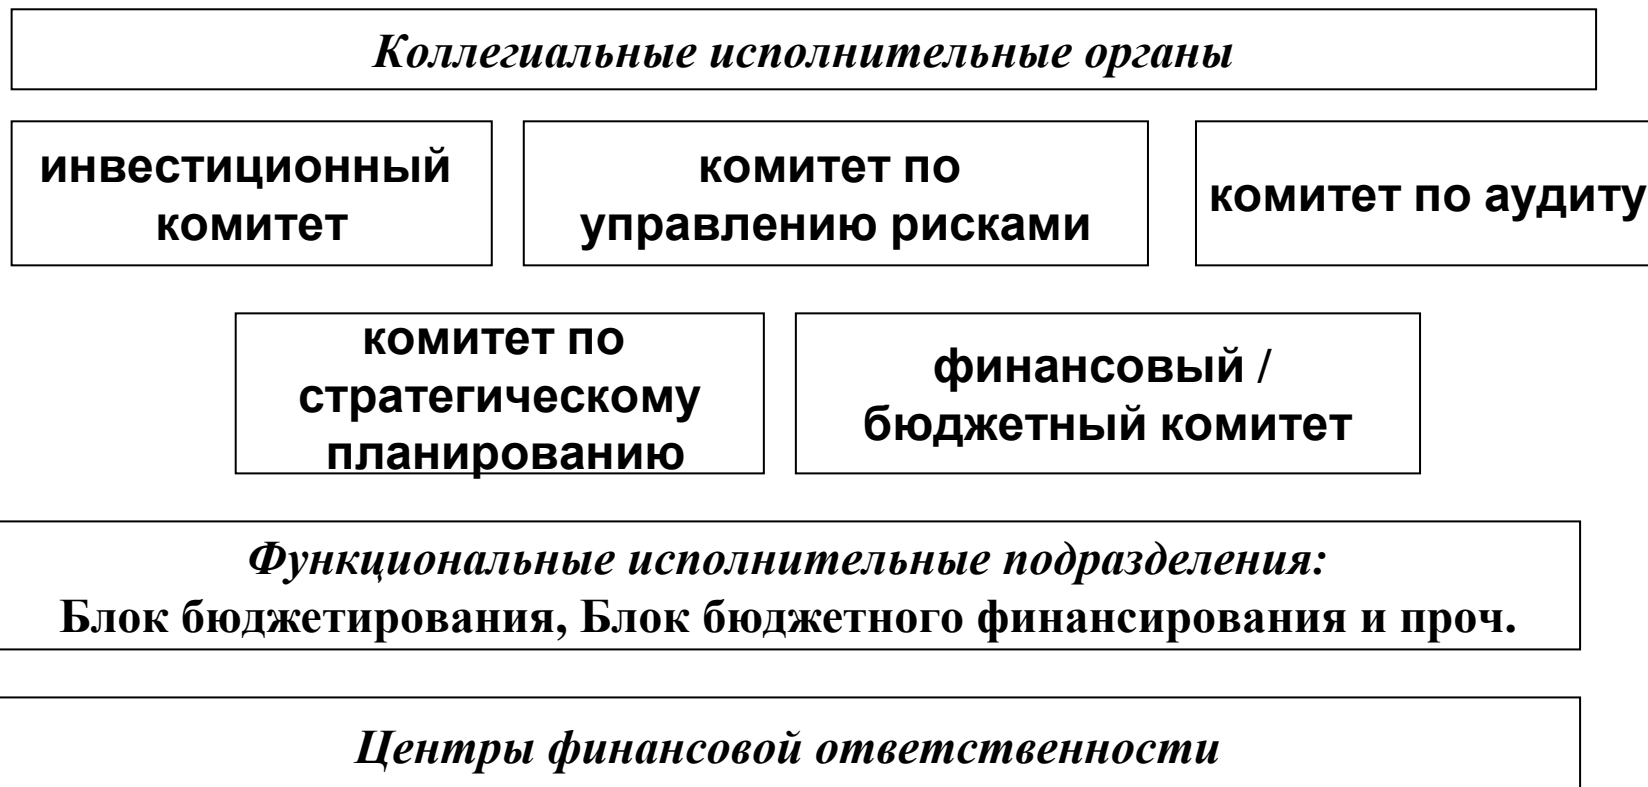 Коллегиальные исполнительные органы
инвестиционный
комитет
комитет по
управлению рисками
комитет по аудиту
комитет по
стратегическому
планированию
финансовый /
бюджетный комитет
Функциональные исполнительные подразделения:
Блок бюджетирования, Блок бюджетного финансирования и проч.
Центры финансовой ответственности